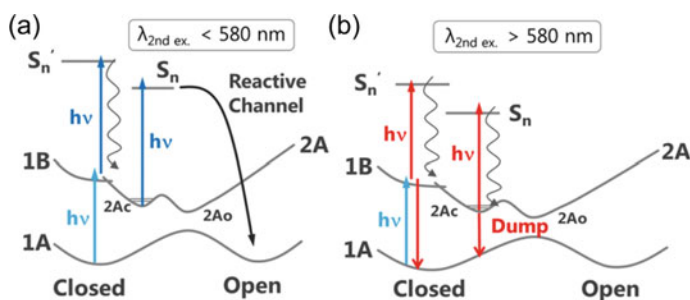 (a)
λ2nd ex. < 580 nm
Sn'
Sn
Reactive
Channel
hν
hν
1B
2A
hν
2Ac
2Ao
1A
Closed
Open
(b)
λ2nd ex. > 580 nm
Sn'
Sn
hν
hν
1B
2A
hν
2Ac
2Ao
Dump
1A
Closed
Open